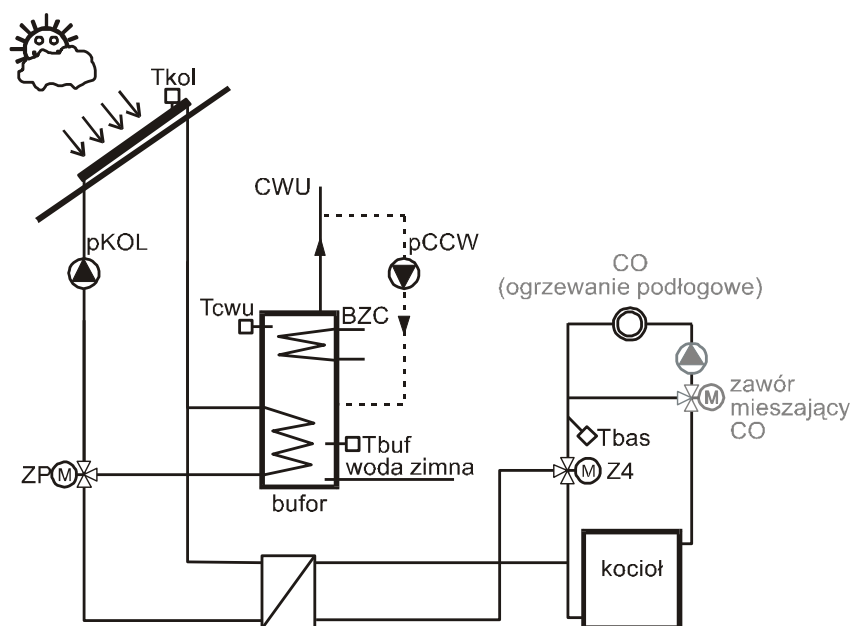 Tkol
CWU
pKOL
pCCW
CO
(ogrzewanie podłogowe)
Tcwu
BZC
M
zawór
mieszający
CO
Tbas
Tbuf
woda zimna
ZP
M
M
Z4
bufor
kocioł